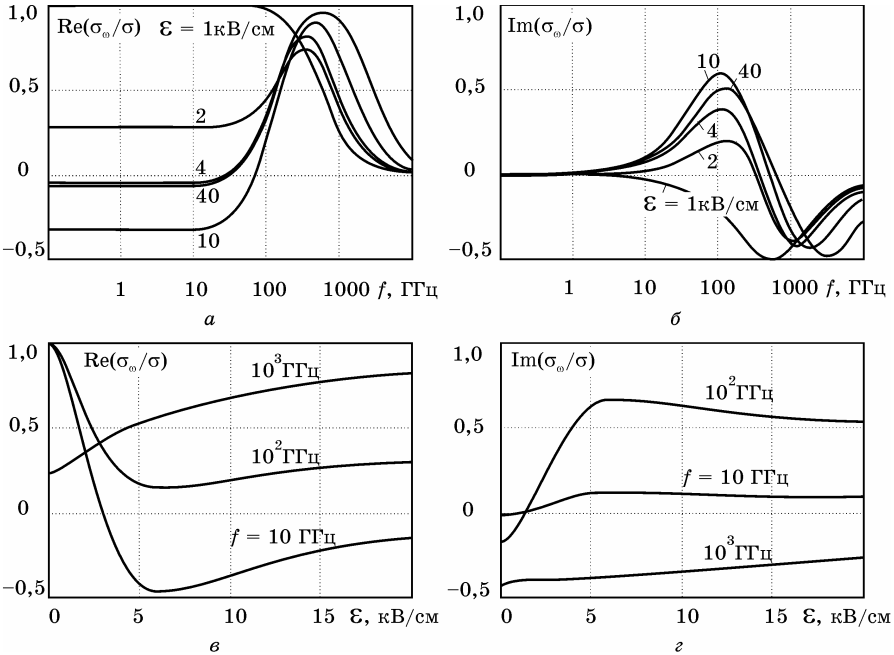 1,0 Re(σω/σ) Ɛ = 1кВ/см
0,5
2
4
0
40
10
−0,5
1 10 100 1000 f, ГГц
а
1,0 Im(σω/σ)
10 40
0,5
4
2
0
Ɛ = 1кВ/см
−0,5
1 10 100 1000 f, ГГц
б
1,0 Re(σω/σ)
10³ГГц
0,5
10²ГГц
0
f = 10 ГГц
−0,5
0 5 10 15 Ɛ, кВ/см
в
1,0 Im(σω/σ)
10²ГГц
0,5
f = 10 ГГц
0
10³ГГц
−0,5
0 5 10 15 Ɛ, кВ/см
г